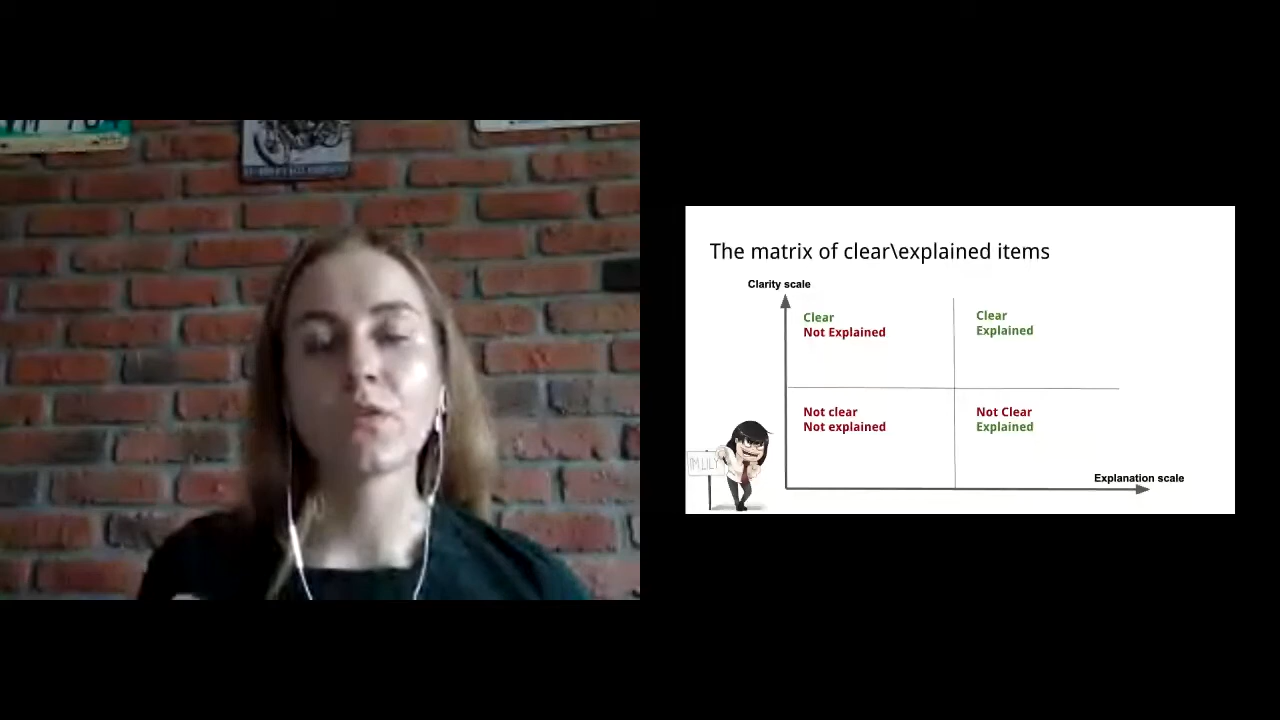 The matrix of clear\explained items
Clarity scale
Clear
Not Explained
Clear
Explained
Not clear
Not explained
Not Clear
Explained
I'M LILY
Explanation scale